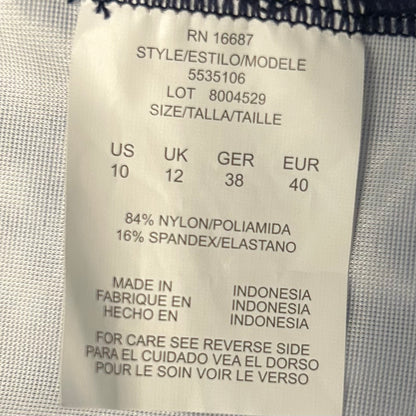 RN 16687
STYLE/ESTILO/MODELE
5535106
LOT 8004529
SIZE/TALLA/TAILLE
US UK GER EUR
10 12 38 40
84% NYLON/POLIAMIDA
16% SPANDEX/ELASTANO
MADE IN INDONESIA
FABRIQUE EN INDONESIA
HECHO EN INDONESIA
FOR CARE SEE REVERSE SIDE
PARA EL CUIDADO VEA EL DORSO
POUR LE SOIN VOIR LE VERSO